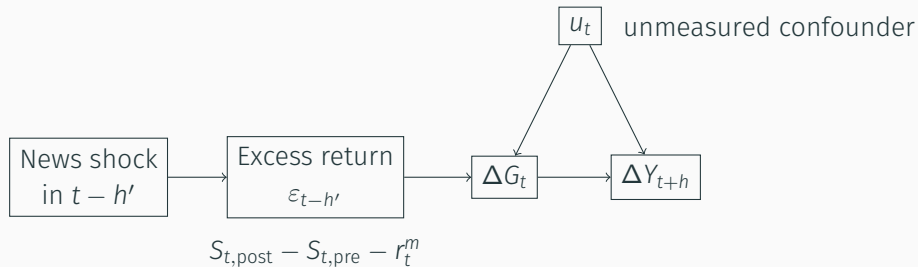 u_t unmeasured confounder
News shock
in t − h′
Excess return
ε_{t−h′}
ΔG_t
ΔY_{t+h}
S_{t,post} − S_{t,pre} − r_t^m